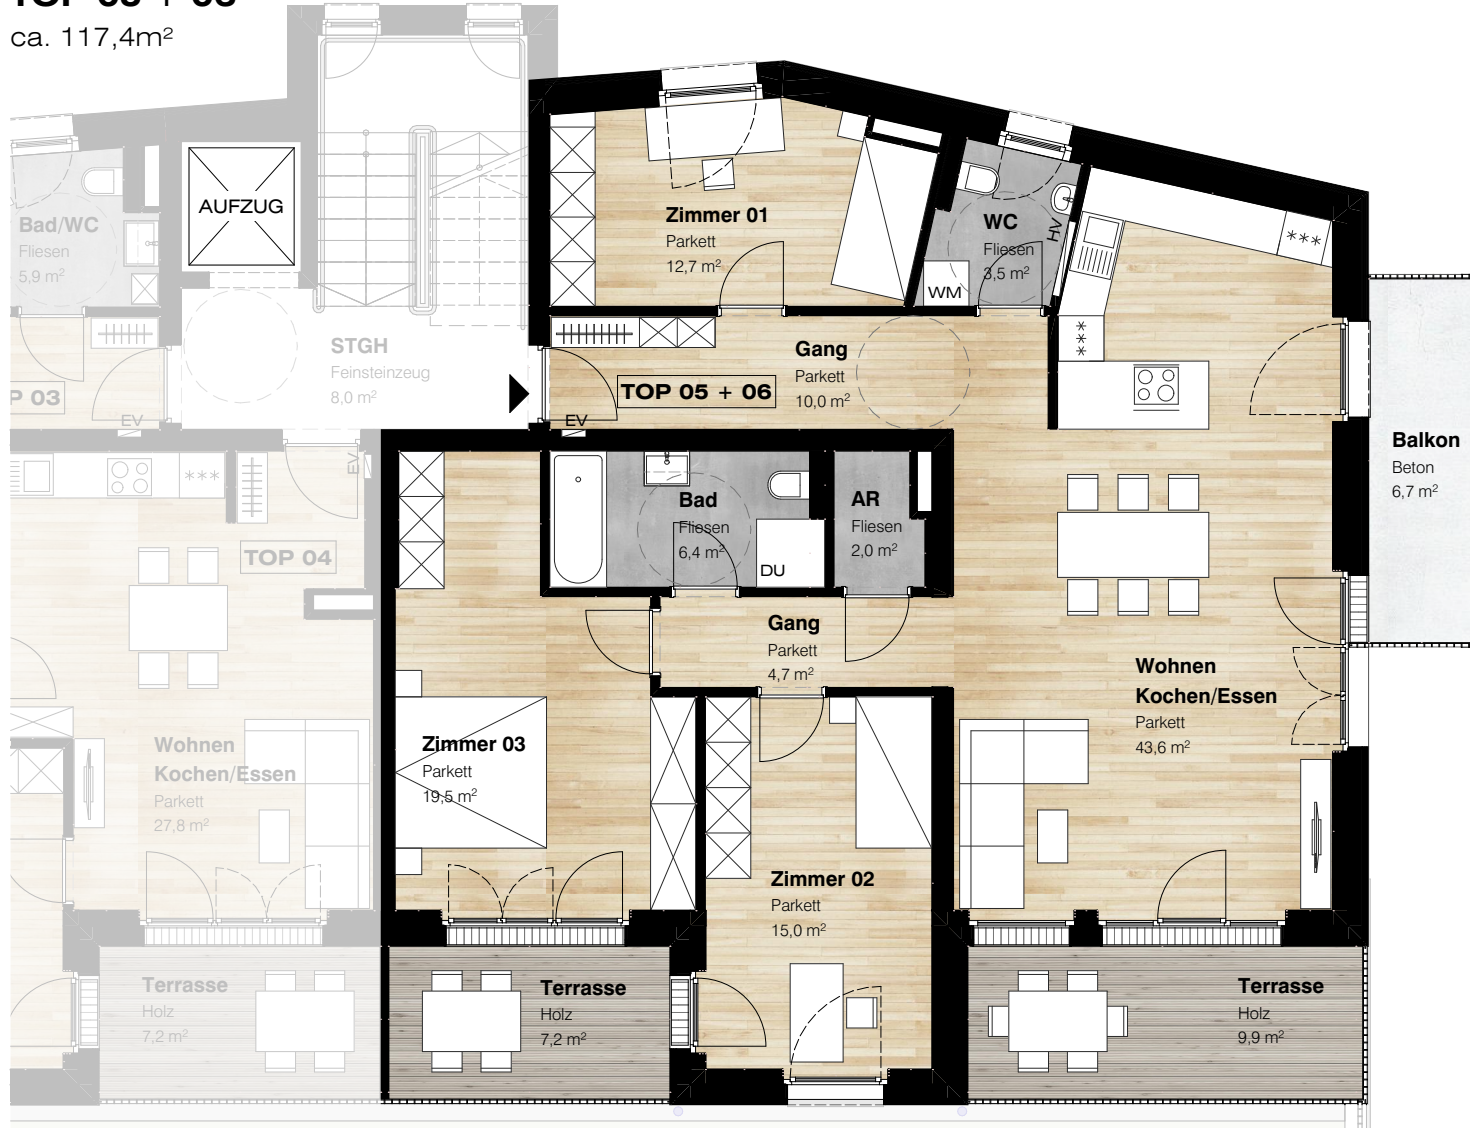 ca. 117,4m²
AUFZUG
Bad/WC
Fliesen
5,9 m²
STGH
Feinsteinzeug
8,0 m²
EV
EV
TOP 04
Wohnen
Kochen/Essen
Parkett
27,8 m²
Terrasse
Holz
7,2 m²
Zimmer 01
Parkett
12,7 m²
WC
Fliesen
3,5 m²
HV
WM
***
***
Gang
Parkett
10,0 m²
TOP 05 + 06
EV
***
Bad
Fliesen
6,4 m²
DU
AR
Fliesen
2,0 m²
Gang
Parkett
4,7 m²
Balkon
Beton
6,7 m²
Wohnen
Kochen/Essen
Parkett
43,6 m²
Zimmer 03
Parkett
19,5 m²
Zimmer 02
Parkett
15,0 m²
Terrasse
Holz
7,2 m²
Terrasse
Holz
9,9 m²